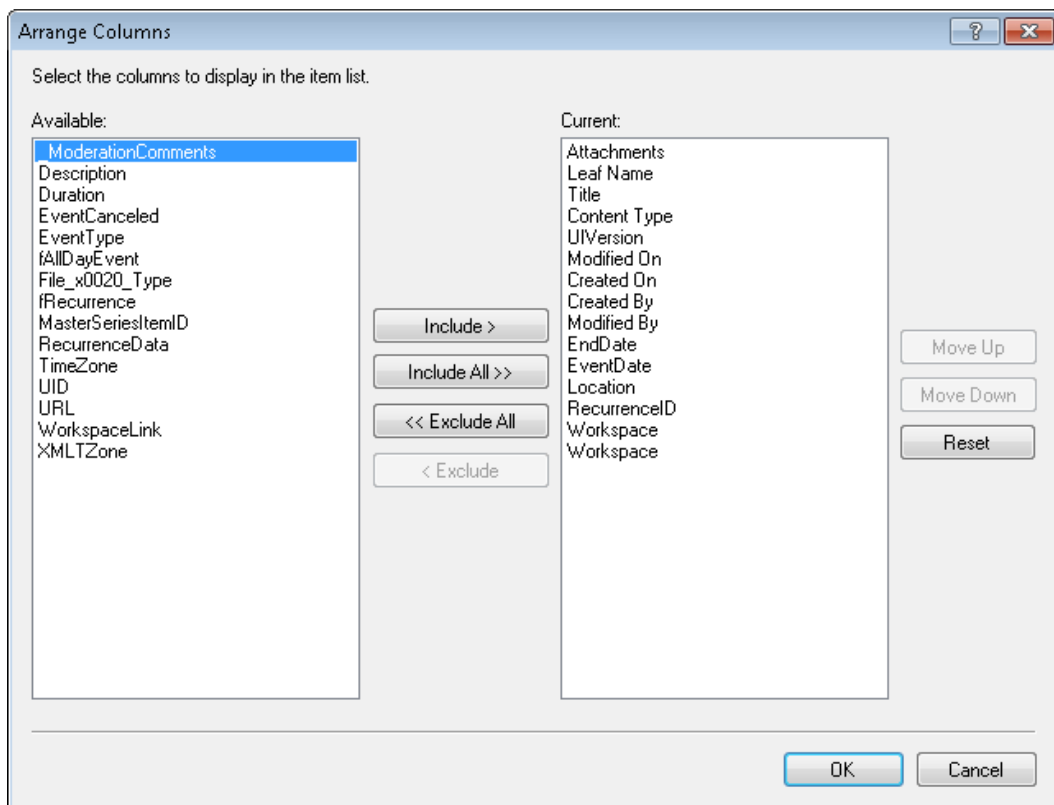 Arrange Columns
Select the columns to display in the item list.
Available:
_ModerationComments
Description
Duration
EventCanceled
EventType
fAllDayEvent
File_x0020_Type
fRecurrence
MasterSeriesItemID
RecurrenceData
TimeZone
UID
URL
WorkspaceLink
XMLTZone
Include >
Include All >>
<< Exclude All
< Exclude
Current:
Attachments
Leaf Name
Title
Content Type
UIVersion
Modified On
Created On
Created By
Modified By
EndDate
EventDate
Location
RecurrenceID
Workspace
Workspace
Move Up
Move Down
Reset
OK
Cancel